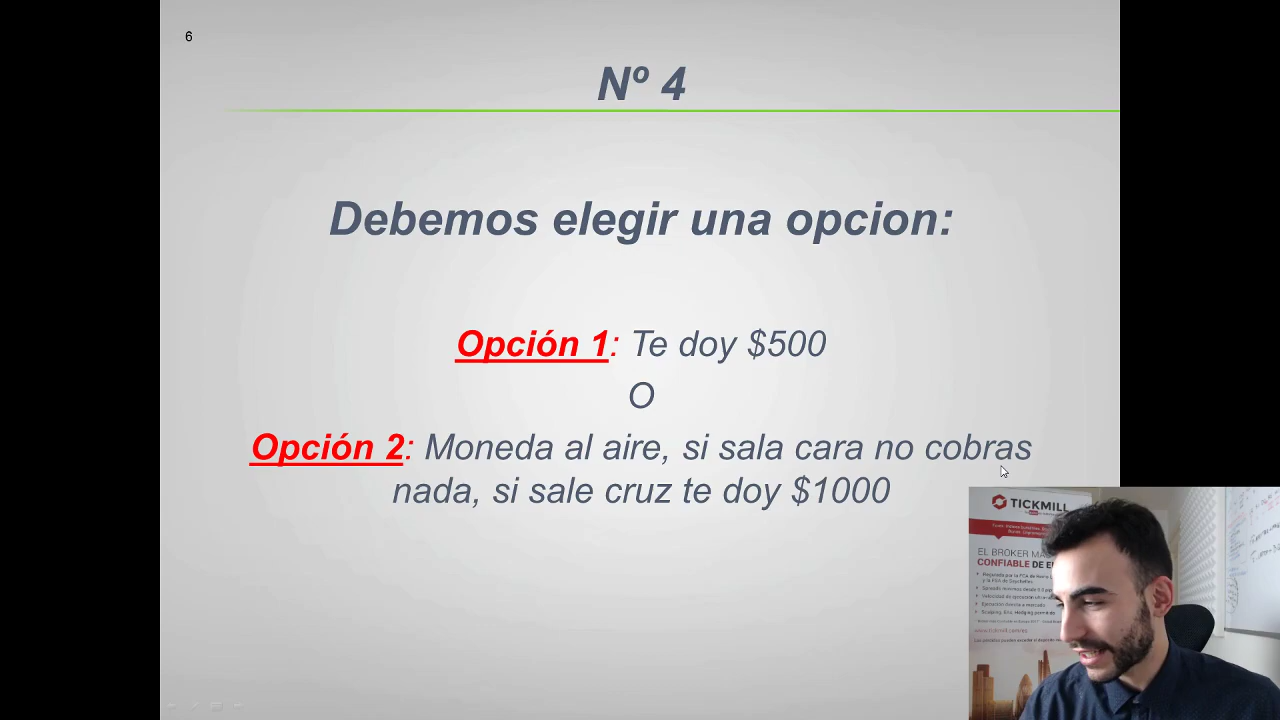 6
Nº 4
Debemos elegir una opcion:
Opción 1: Te doy $500
O
Opción 2: Moneda al aire, si sala cara no cobras
nada, si sale cruz te doy $1000
TICKMILL
EL BROKER
CONFIABLE DE